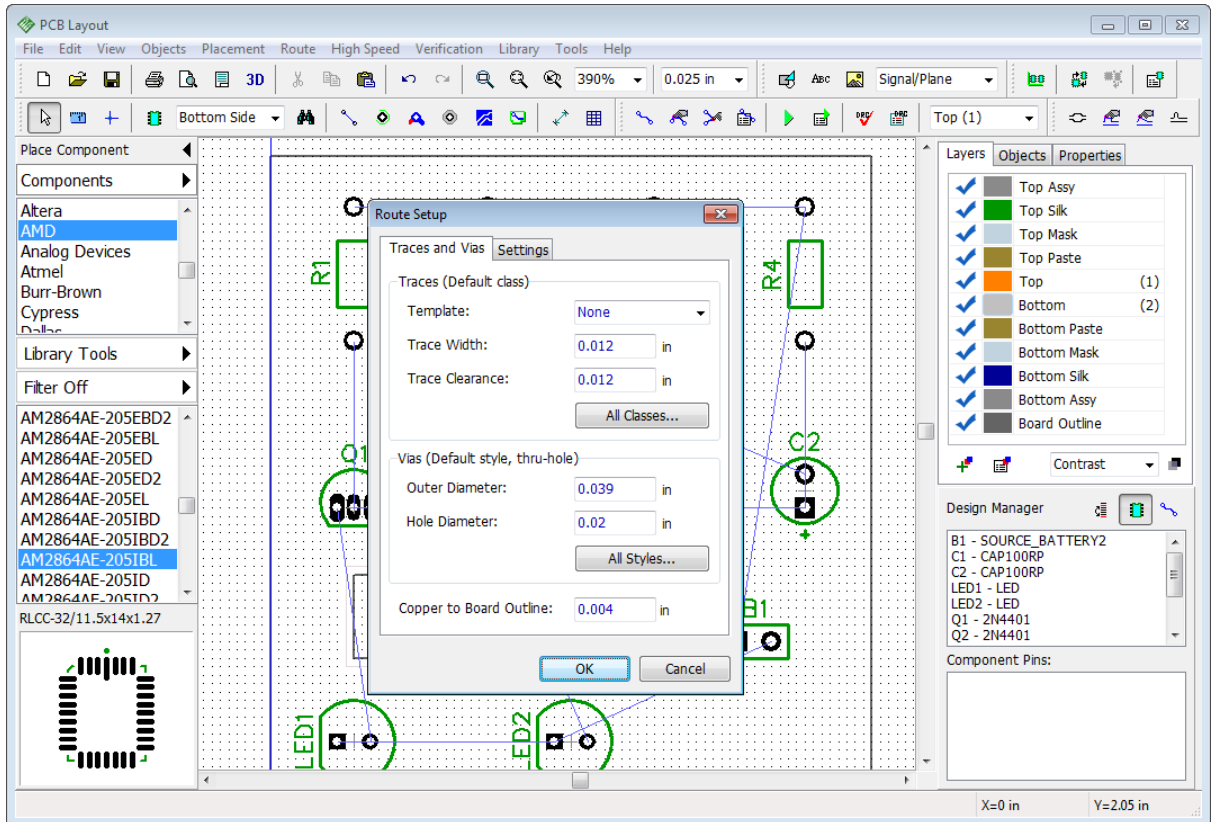 PCB Layout
File Edit View Objects Placement Route High Speed Verification Library Tools Help
3D 390% 0.025 in ABC Signal/Plane
Bottom Side DRC DRC Top (1)
Place Component
Components
Altera
AMD
Analog Devices
Atmel
Burr-Brown
Cypress
Dallas
Library Tools
Filter Off
AM2864AE-205EBD2
AM2864AE-205EBL
AM2864AE-205ED
AM2864AE-205ED2
AM2864AE-205EL
AM2864AE-205IBD
AM2864AE-205IBD2
AM2864AE-205IBL
AM2864AE-205ID
AM2864AE-205ID2
RLCC-32/11.5x14x1.27
R1
R4
Q1
C2
+
B1
LED1
LED2
Route Setup
Traces and Vias Settings
Traces (Default class)
Template: None
Trace Width: 0.012 in
Trace Clearance: 0.012 in
All Classes...
Vias (Default style, thru-hole)
Outer Diameter: 0.039 in
Hole Diameter: 0.02 in
All Styles...
Copper to Board Outline: 0.004 in
OK Cancel
Layers Objects Properties
Top Assy
Top Silk
Top Mask
Top Paste
Top (1)
Bottom (2)
Bottom Paste
Bottom Mask
Bottom Silk
Bottom Assy
Board Outline
Contrast
Design Manager
B1 - SOURCE_BATTERY2
C1 - CAP100RP
C2 - CAP100RP
LED1 - LED
LED2 - LED
Q1 - 2N4401
Q2 - 2N4401
Component Pins:
X=0 in Y=2.05 in